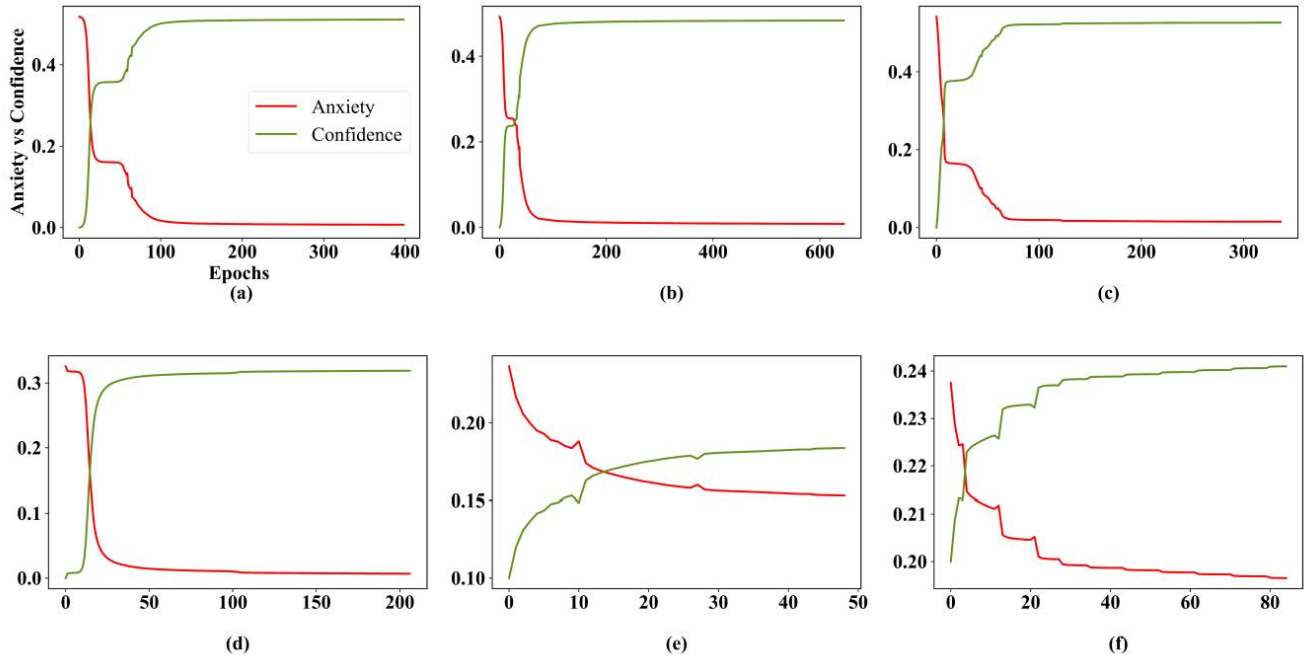 Anxiety vs Confidence
0.4
0.2
0.0
Anxiety
Confidence
0 100 200 300 400
Epochs
(a)
0.4
0.2
0.0
0 200 400 600
(b)
0.4
0.2
0.0
0 100 200 300
(c)
0.3
0.2
0.1
0.0
0 50 100 150 200
(d)
0.20
0.15
0.10
0 10 20 30 40 50
(e)
0.24
0.23
0.22
0.21
0.20
0 20 40 60 80
(f)